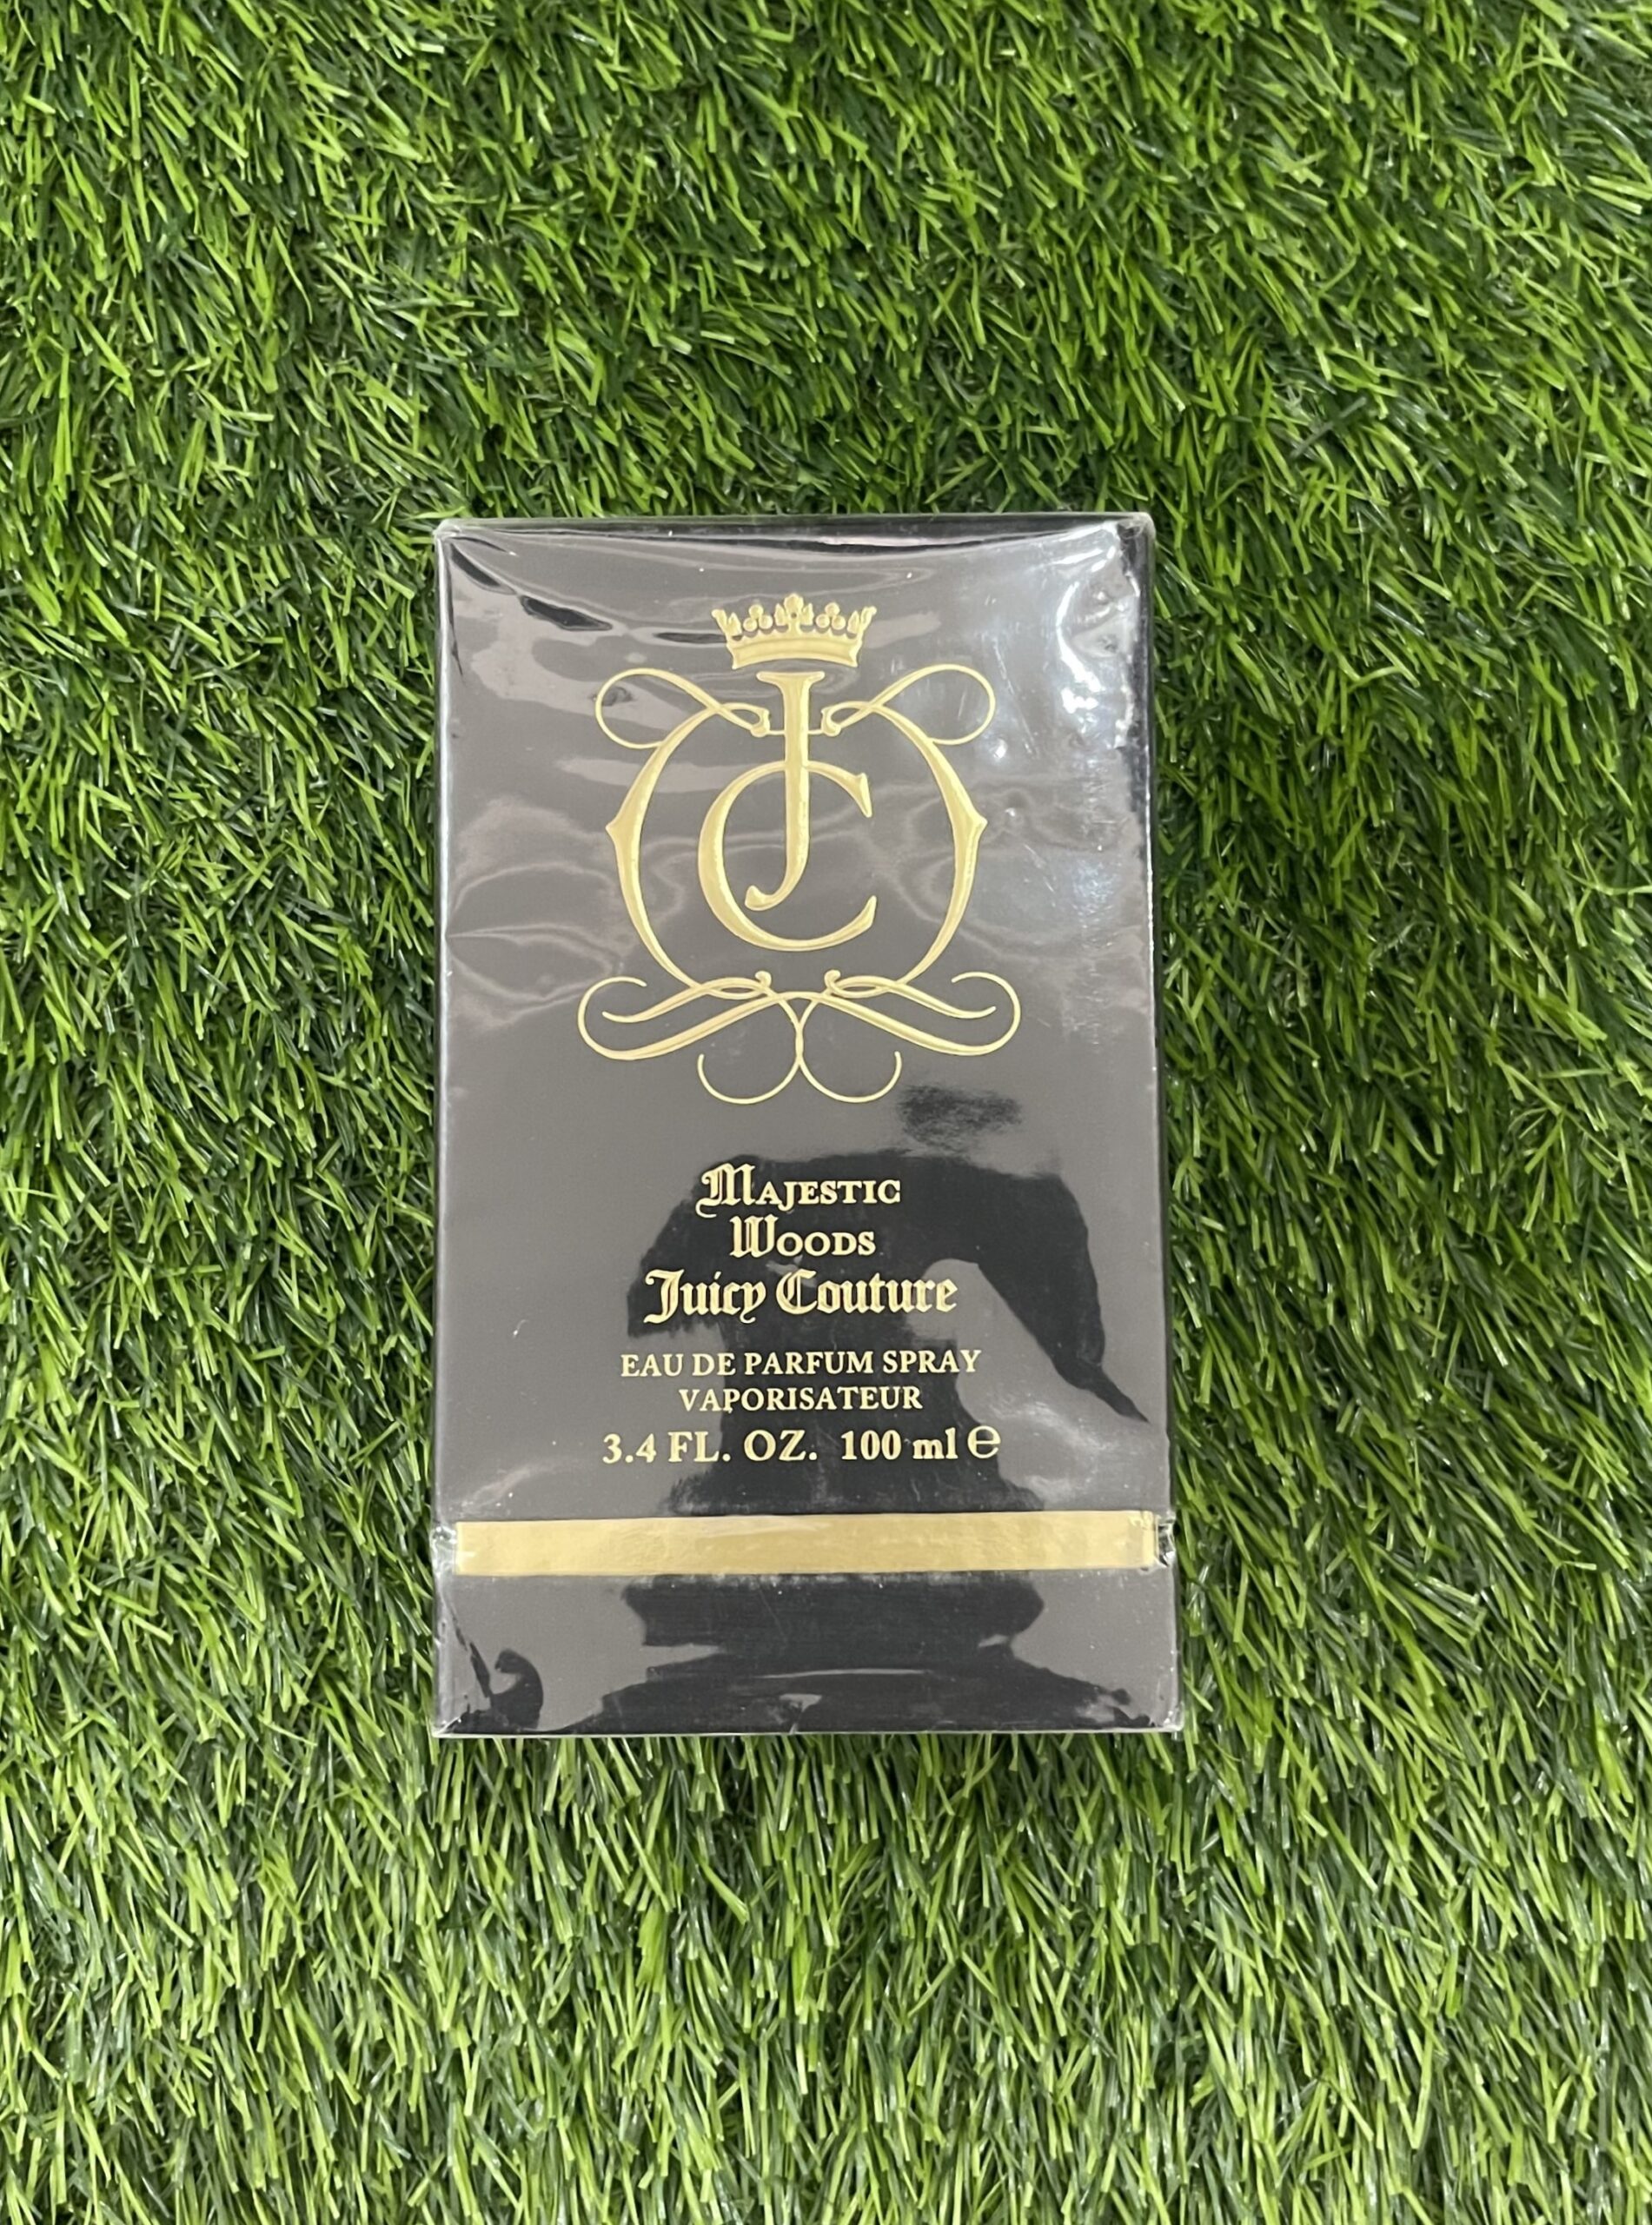 JC
MAJESTIC
WOODS
Juicy Couture
EAU DE PARFUM SPRAY
VAPORISATEUR
3.4 FL. OZ. 100 ml ℮